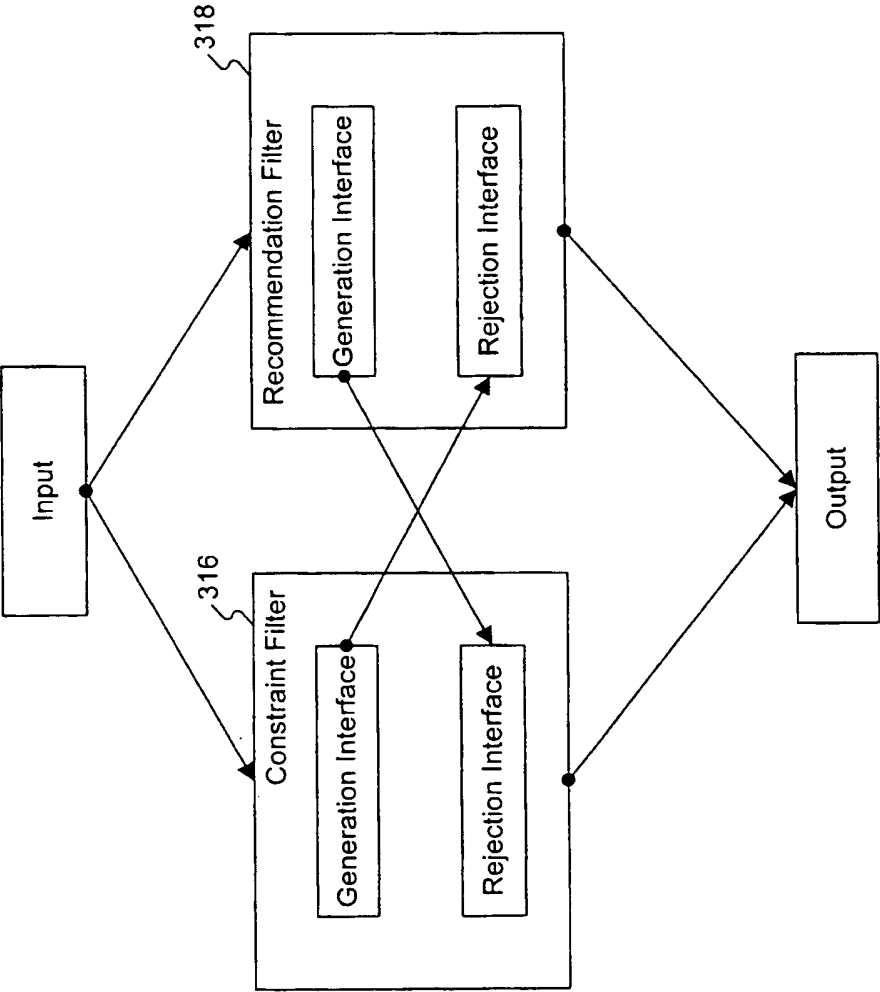 Input
316
Constraint Filter
Generation Interface
Rejection Interface
318
Recommendation Filter
Generation Interface
Rejection Interface
Output